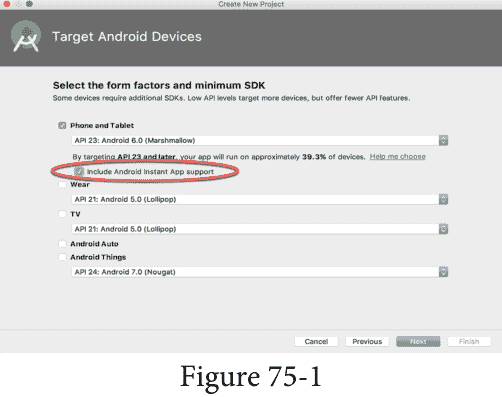 Create New Project
Target Android Devices
Select the form factors and minimum SDK
Some devices require additional SDKs. Low API levels target more devices, but offer fewer API features.
Phone and Tablet
API 23: Android 6.0 (Marshmallow)
By targeting API 23 and later, your app will run on approximately 39.3% of devices. Help me choose
Include Android Instant App support
Wear
API 21: Android 5.0 (Lollipop)
TV
API 21: Android 5.0 (Lollipop)
Android Auto
Android Things
API 24: Android 7.0 (Nougat)
Cancel Previous Next Finish
Figure 75-1